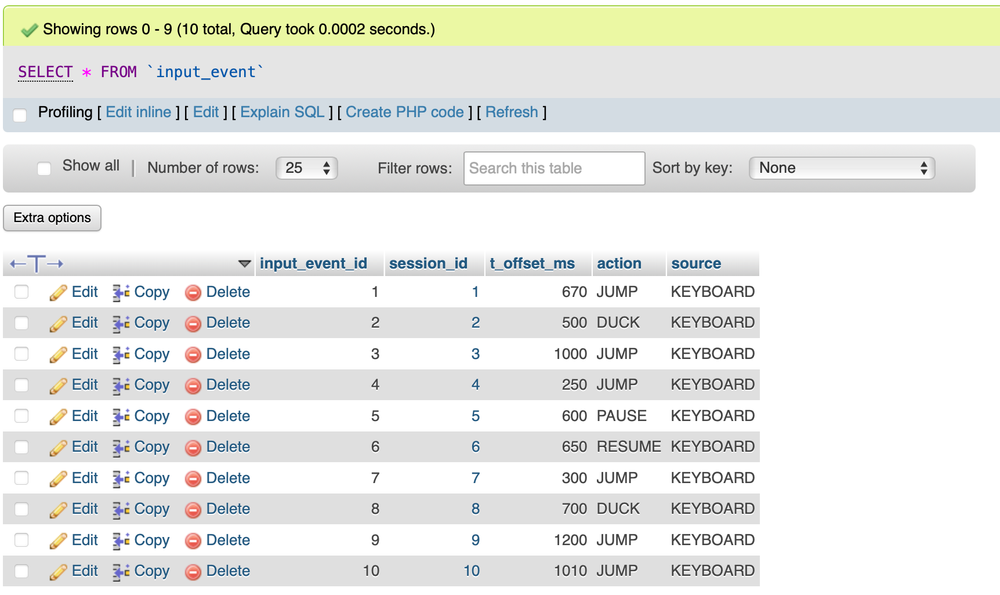 Showing rows 0 - 9 (10 total, Query took 0.0002 seconds.)
SELECT * FROM `input_event`
Profiling [ Edit inline ] [ Edit ] [ Explain SQL ] [ Create PHP code ] [ Refresh ]
Show all | Number of rows: 25 Filter rows: Search this table Sort by key: None
Extra options
←T→ input_event_id session_id t_offset_ms action source
Edit Copy Delete 1 1 670 JUMP KEYBOARD
Edit Copy Delete 2 2 500 DUCK KEYBOARD
Edit Copy Delete 3 3 1000 JUMP KEYBOARD
Edit Copy Delete 4 4 250 JUMP KEYBOARD
Edit Copy Delete 5 5 600 PAUSE KEYBOARD
Edit Copy Delete 6 6 650 RESUME KEYBOARD
Edit Copy Delete 7 7 300 JUMP KEYBOARD
Edit Copy Delete 8 8 700 DUCK KEYBOARD
Edit Copy Delete 9 9 1200 JUMP KEYBOARD
Edit Copy Delete 10 10 1010 JUMP KEYBOARD